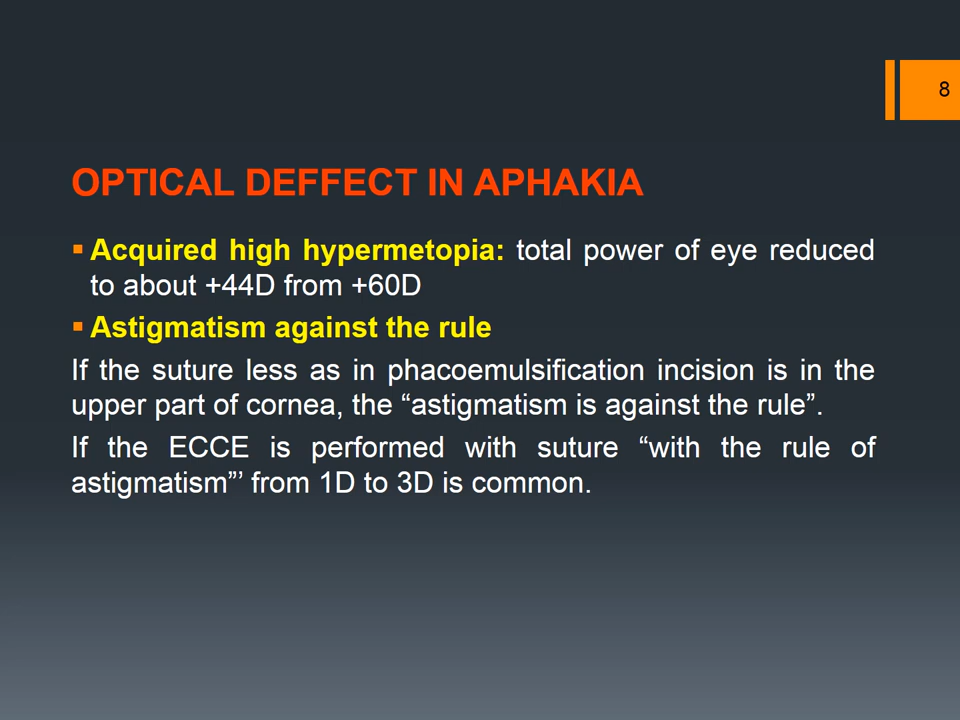 8
OPTICAL DEFFECT IN APHAKIA
▪ Acquired high hypermetopia: total power of eye reduced
to about +44D from +60D
▪ Astigmatism against the rule
If the suture less as in phacoemulsification incision is in the
upper part of cornea, the “astigmatism is against the rule”.
If the ECCE is performed with suture “with the rule of
astigmatism”’ from 1D to 3D is common.